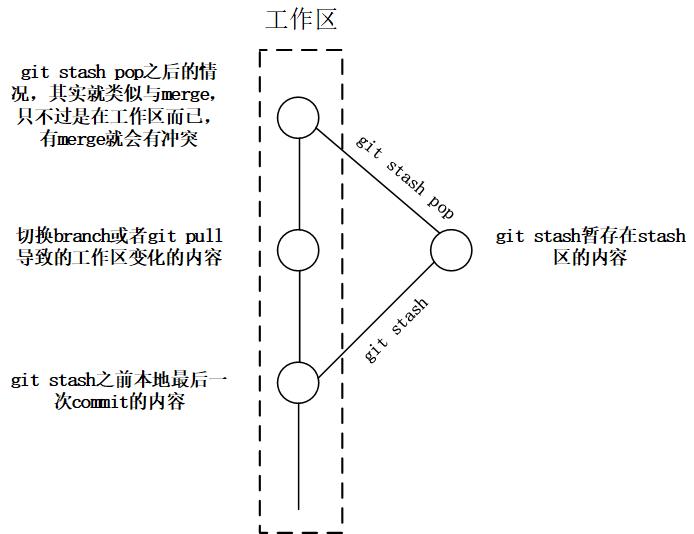 工作区
git stash pop之后的情
况，其实就类似与merge，
只不过是在工作区而已，
有merge就会有冲突
git stash pop
切换branch或者git pull
导致的工作区变化的内容
git stash暂存在stash
区的内容
git stash
git stash之前本地最后一
次commit的内容